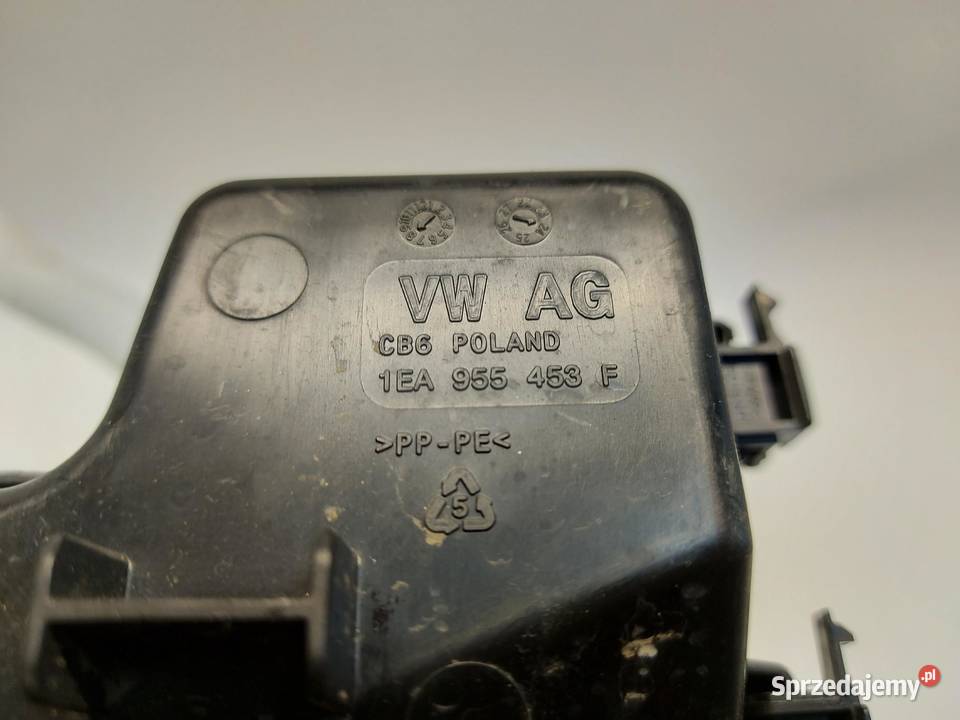 VW AG
CB6 POLAND
1EA 955 453 F
>PP-PE<
5
Sprzedajemy.pl